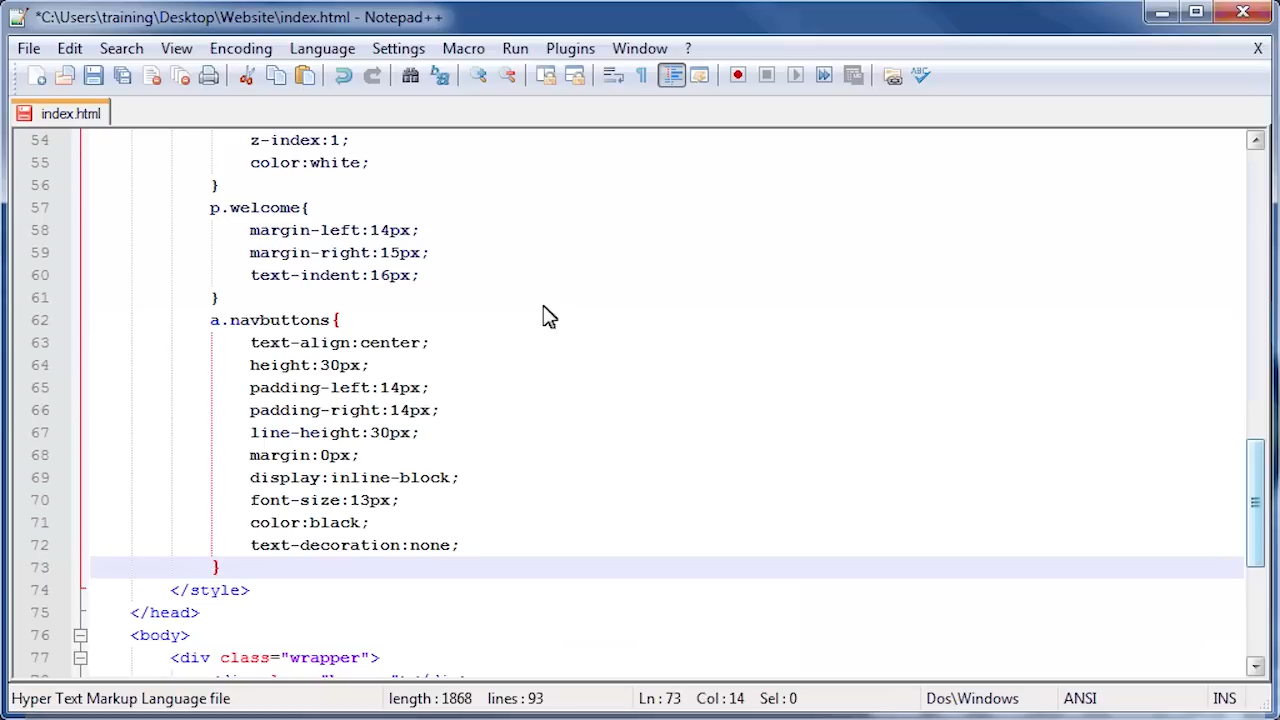 *C:\Users\training\Desktop\Website\index.html - Notepad++
File Edit Search View Encoding Language Settings Macro Run Plugins Window ? X
index.html
54 z-index:1;
55 color:white;
56 }
57 p.welcome{
58 margin-left:14px;
59 margin-right:15px;
60 text-indent:16px;
61 }
62 a.navbuttons{
63 text-align:center;
64 height:30px;
65 padding-left:14px;
66 padding-right:14px;
67 line-height:30px;
68 margin:0px;
69 display:inline-block;
70 font-size:13px;
71 color:black;
72 text-decoration:none;
73 }
74 </style>
75 </head>
76 <body>
77 <div class="wrapper">
Hyper Text Markup Language file length : 1868 lines : 93 Ln : 73 Col : 14 Sel : 0 Dos\Windows ANSI INS